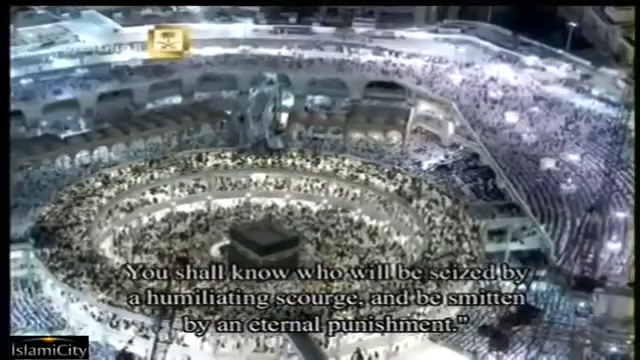 You shall know who will be seized by
a humiliating scourge, and be smitten
by an eternal punishment."
IslamiCity